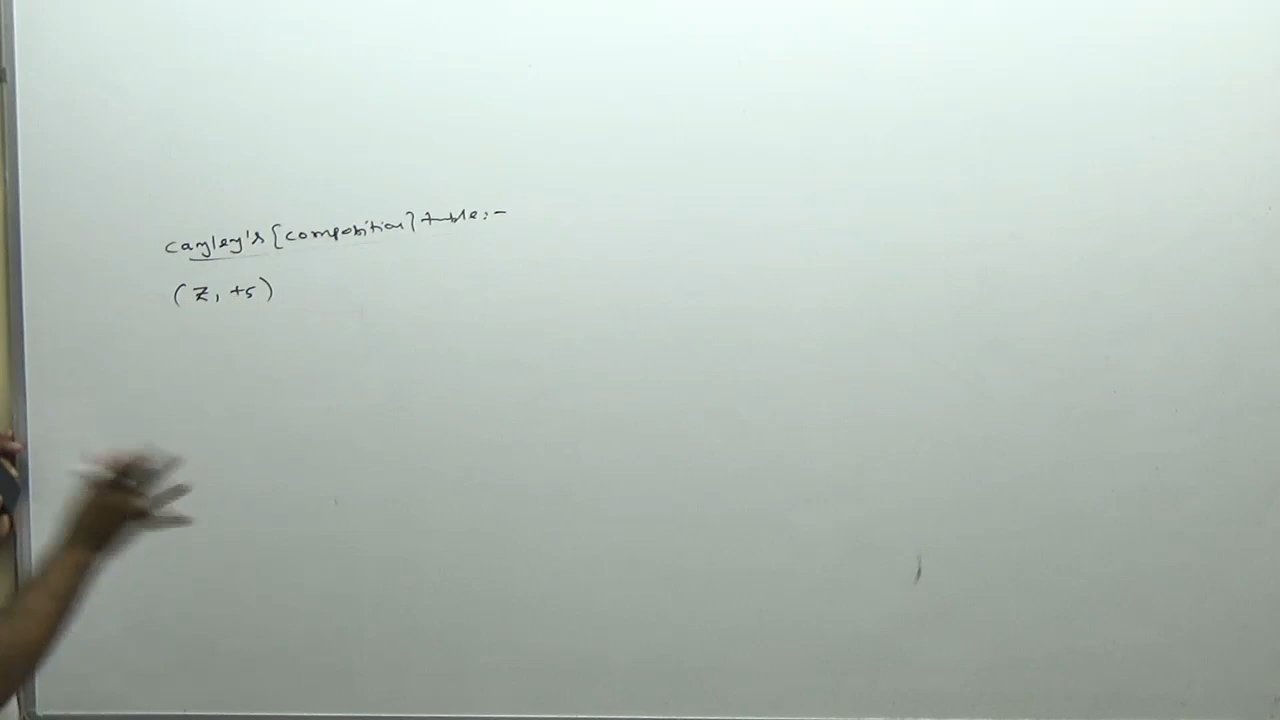 Cayley's {composition} table:-
(Z, +5)